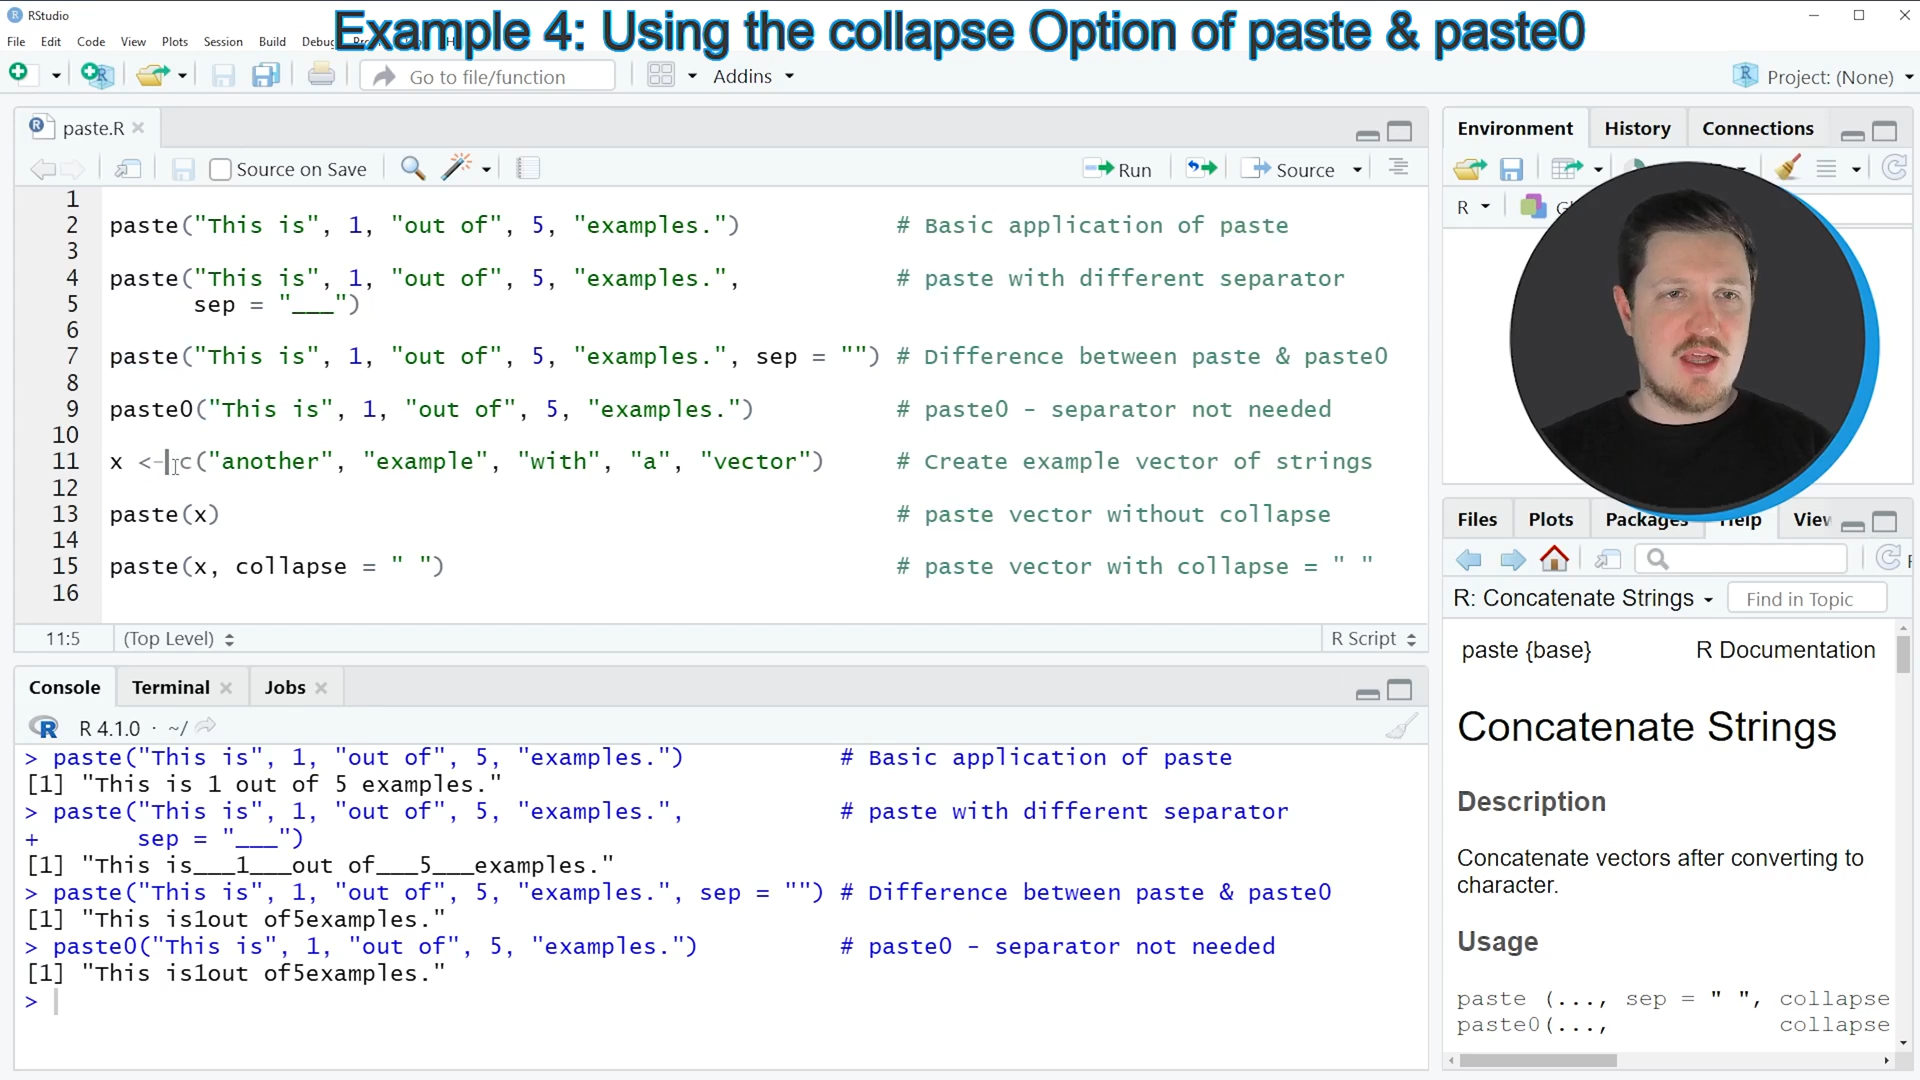 RStudio
Example 4: Using the collapse Option of paste & paste0
File Edit Code View Plots Session Build Debug
Go to file/function
Addins
Project: (None)
paste.R
Source on Save
Run
Source
1
2 paste("This is", 1, "out of", 5, "examples.") # Basic application of paste
3
4 paste("This is", 1, "out of", 5, "examples.", # paste with different separator
5 sep = "___")
6
7 paste("This is", 1, "out of", 5, "examples.", sep = "") # Difference between paste & paste0
8
9 paste0("This is", 1, "out of", 5, "examples.") # paste0 - separator not needed
10
11 x <- c("another", "example", "with", "a", "vector") # Create example vector of strings
12
13 paste(x) # paste vector without collapse
14
15 paste(x, collapse = " ") # paste vector with collapse = " "
16
11:5 (Top Level) R Script
Console Terminal Jobs
R 4.1.0 · ~/
> paste("This is", 1, "out of", 5, "examples.") # Basic application of paste
[1] "This is 1 out of 5 examples."
> paste("This is", 1, "out of", 5, "examples.", # paste with different separator
+ sep = "___")
[1] "This is___1___out of___5___examples."
> paste("This is", 1, "out of", 5, "examples.", sep = "") # Difference between paste & paste0
[1] "This is1out of5examples."
> paste0("This is", 1, "out of", 5, "examples.") # paste0 - separator not needed
[1] "This is1out of5examples."
>
Environment History Connections
R
Files Plots Packages Help
R: Concatenate Strings
Find in Topic
paste {base} R Documentation
Concatenate Strings
Description
Concatenate vectors after converting to
character.
Usage
paste (..., sep = " ", collapse
paste0(..., collapse